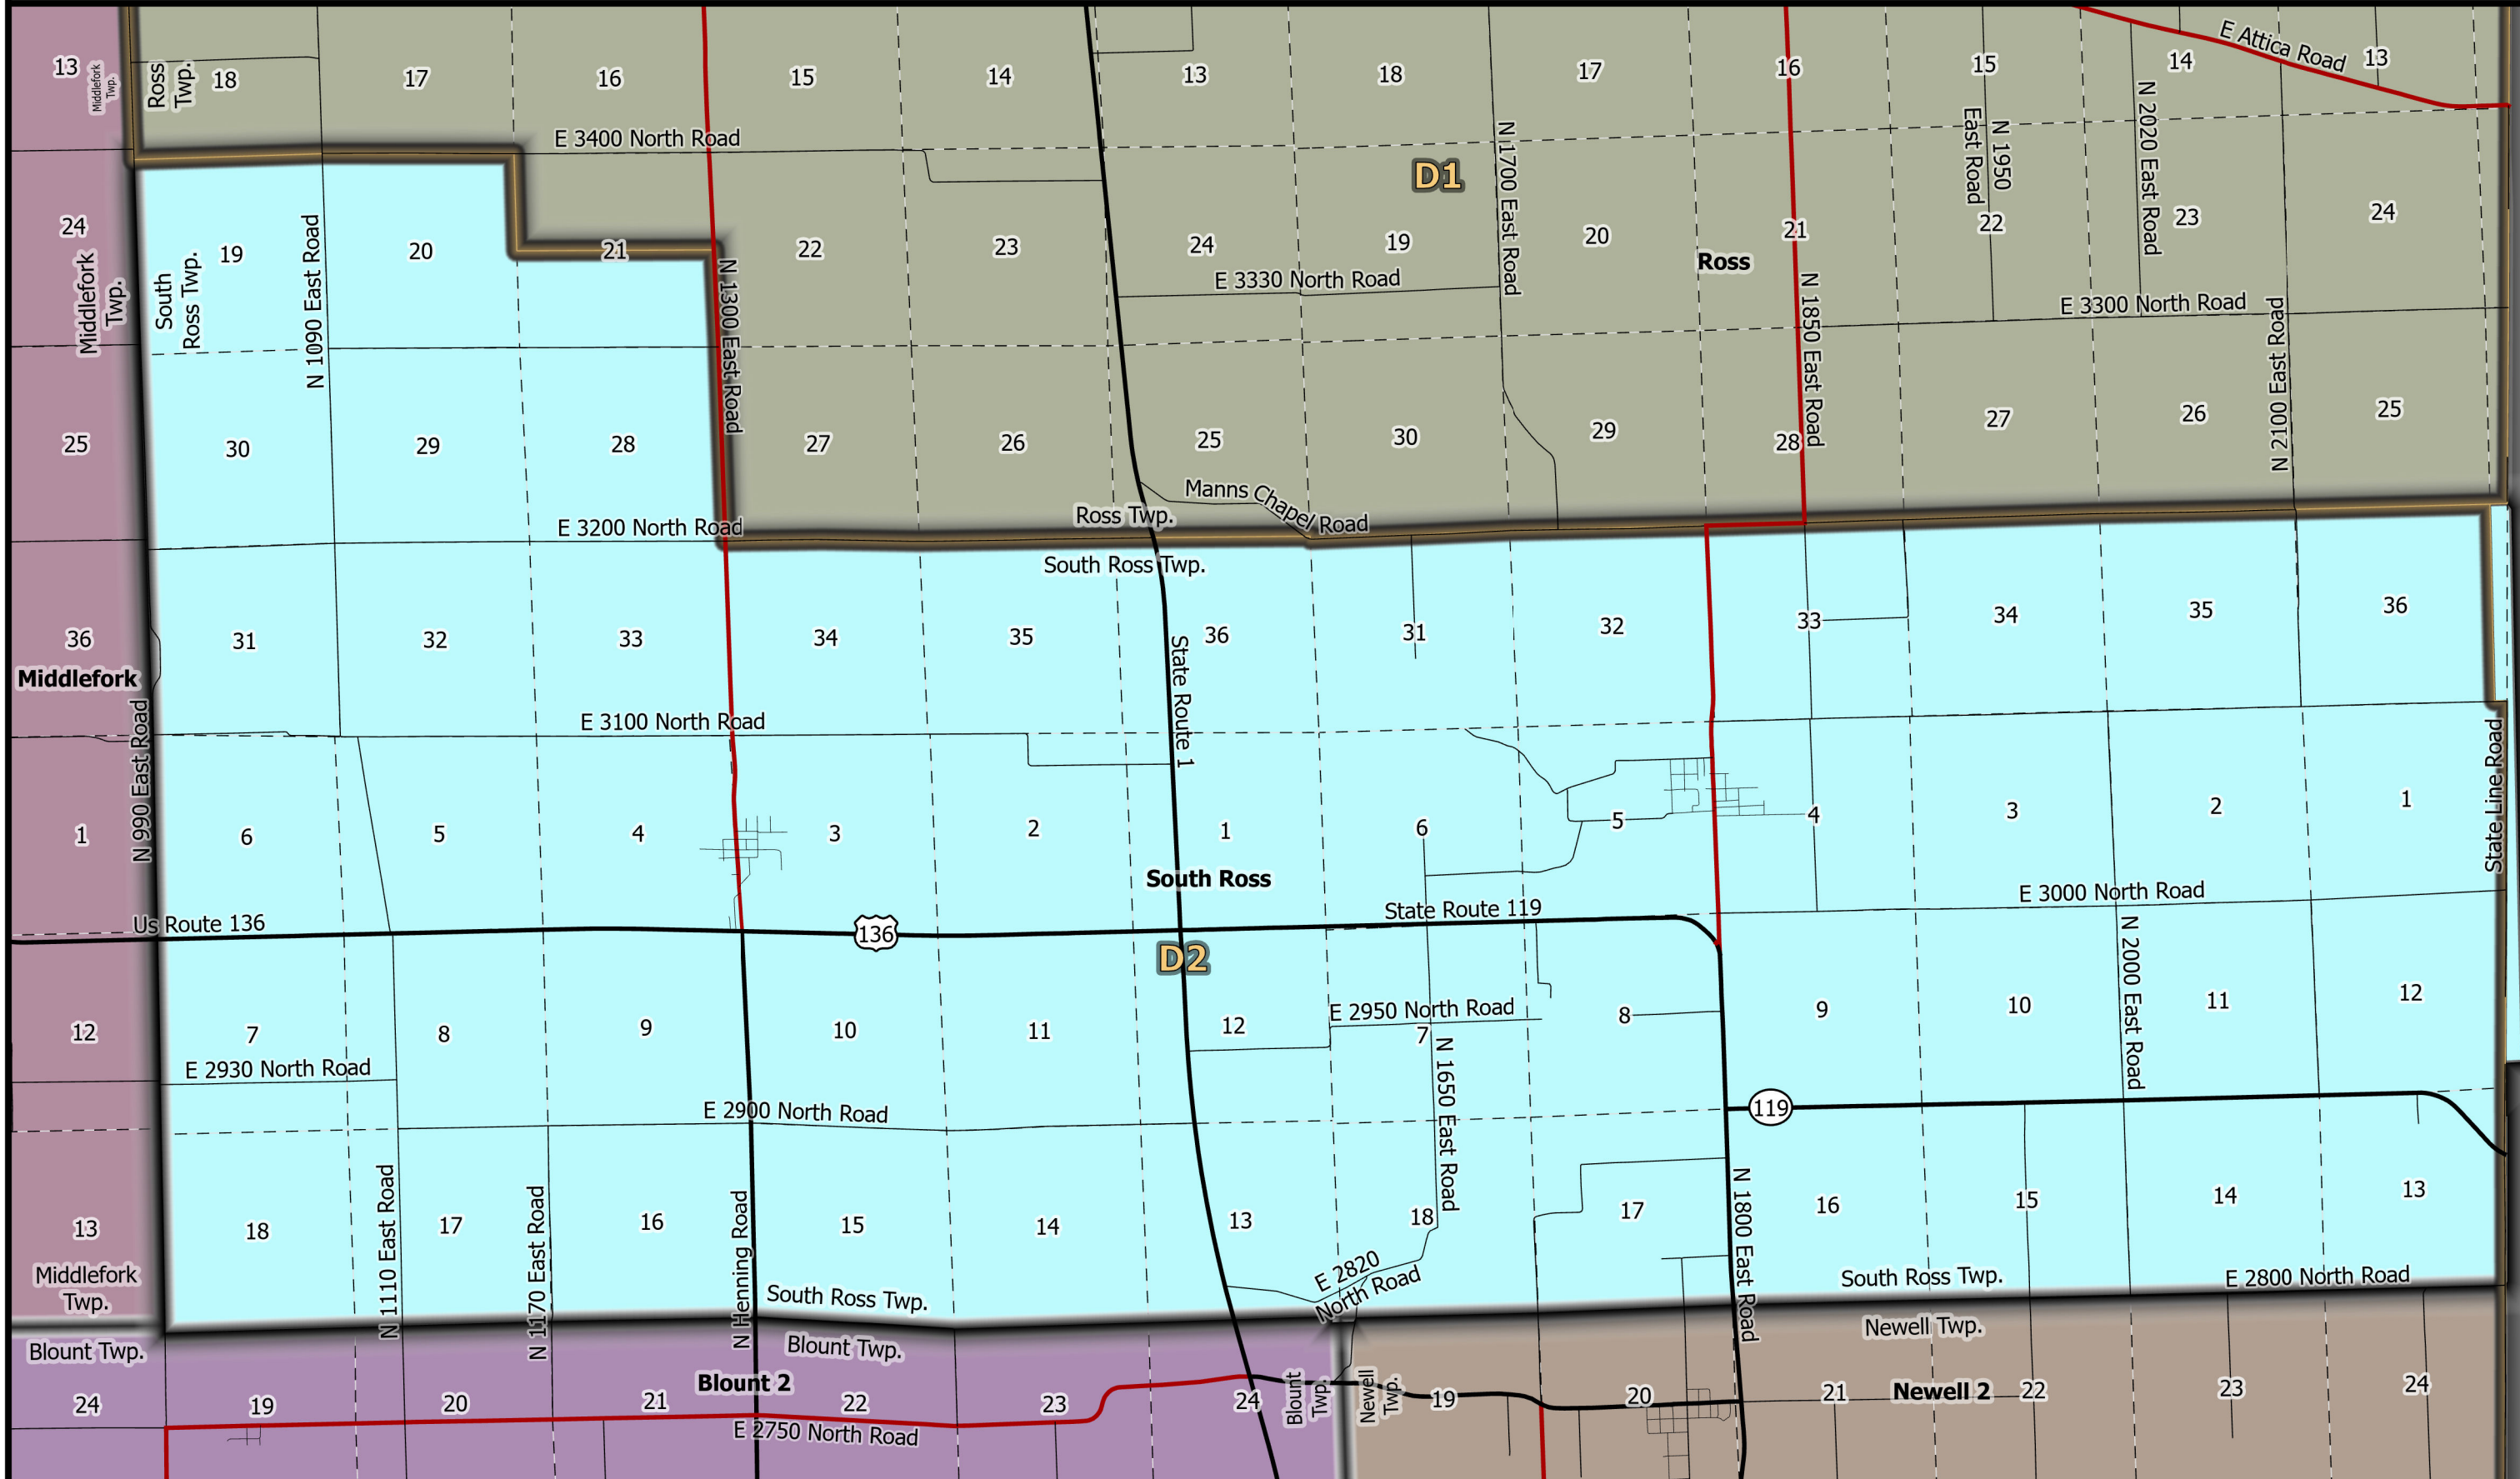 13
Middlefork
Twp.
Ross
Twp.
18
17
16
15
14
13
18
17
16
15
14
E Attica Road
13
E 3400 North Road
D1
N 1700 East Road
N 1950
East Road
N 2020 East Road
24
Middlefork
Twp.
South
Ross Twp.
19
N 1090 East Road
20
21
22
23
24
19
20
Ross
21
22
23
24
N 1300 East Road
E 3330 North Road
N 1850 East Road
E 3300 North Road
N 2100 East Road
25
30
29
28
27
26
25
30
29
28
27
26
25
E 3200 North Road
Ross Twp.
Manns Chapel Road
South Ross Twp.
36
31
32
33
34
35
36
31
32
33
34
35
36
Middlefork
State Route 1
N 990 East Road
E 3100 North Road
State Line Road
1
6
5
4
3
2
1
6
5
4
3
2
1
South Ross
Us Route 136
136
State Route 119
E 3000 North Road
D2
N 2000 East Road
12
7
8
9
10
11
12
E 2950 North Road
7
8
9
10
11
12
E 2930 North Road
E 2900 North Road
N 1650 East Road
119
N 1110 East Road
N 1170 East Road
N Henning Road
N 1800 East Road
13
18
17
16
15
14
13
18
17
16
15
14
13
Middlefork
Twp.
South Ross Twp.
E 2820
North Road
South Ross Twp.
E 2800 North Road
Blount Twp.
Blount Twp.
Newell Twp.
Blount 2
Blount
Twp.
Newell
Twp.
Newell 2
24
19
20
21
22
23
24
19
20
21
22
23
24
E 2750 North Road